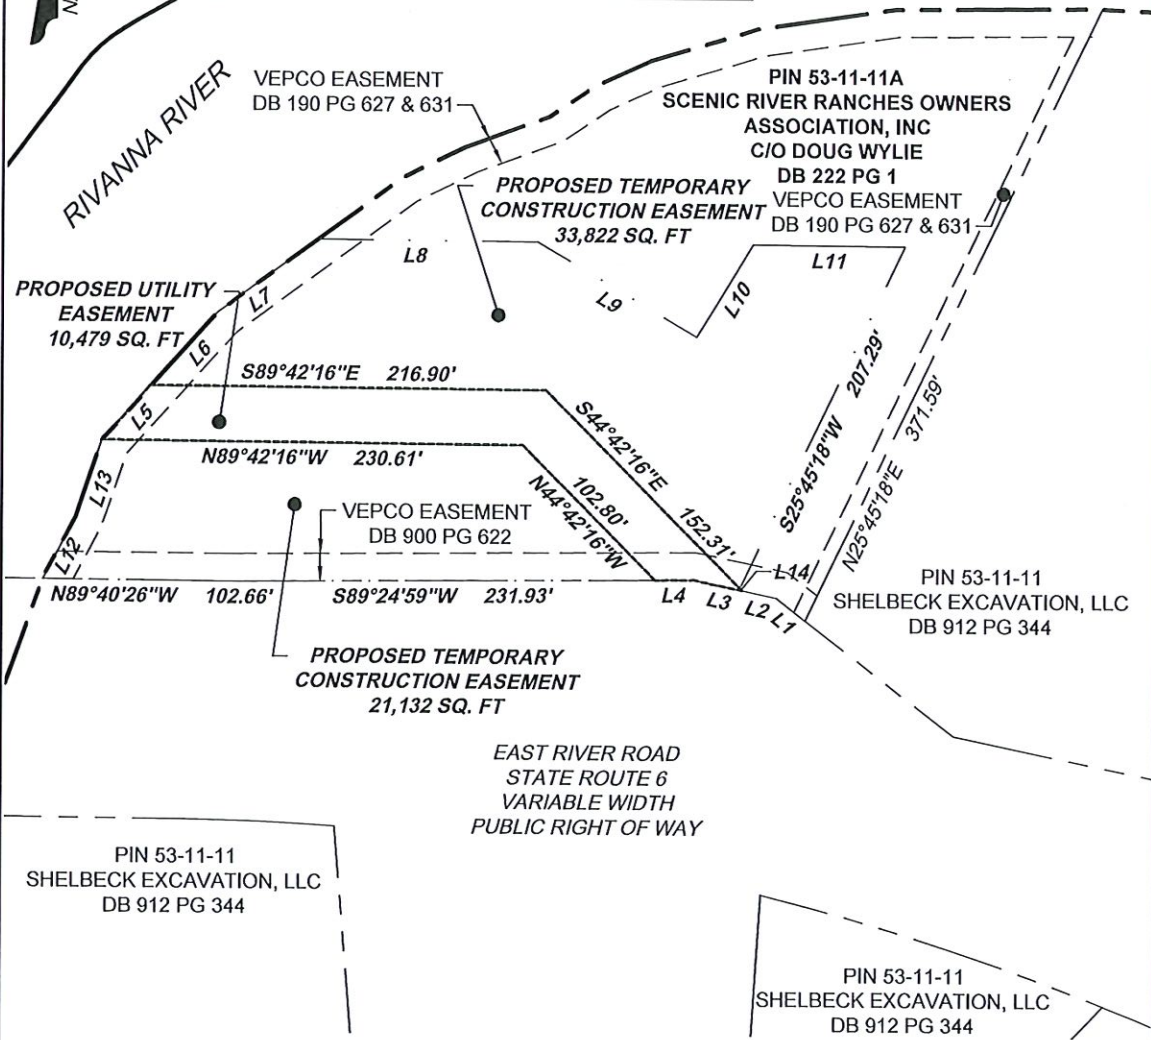 RIVANNA RIVER
VEPCO EASEMENT
DB 190 PG 627 & 631
PIN 53-11-11A
SCENIC RIVER RANCHES OWNERS
ASSOCIATION, INC
C/O DOUG WYLIE
DB 222 PG 1
VEPCO EASEMENT
DB 190 PG 627 & 631
PROPOSED TEMPORARY
CONSTRUCTION EASEMENT
33,822 SQ. FT
L8
L11
L9
L10
PROPOSED UTILITY
EASEMENT
10,479 SQ. FT
L7
L6
L5
S89°42'16"E 216.90'
S44°42'16"E 152.31'
S25°45'18"W 207.29'
N25°45'18"E 371.59'
N89°42'16"W 230.61'
N44°42'16"W 102.80'
L13
L12
VEPCO EASEMENT
DB 900 PG 622
N89°40'26"W 102.66'
S89°24'59"W 231.93'
L4
L3
L2
L1
L14
PIN 53-11-11
SHELBECK EXCAVATION, LLC
DB 912 PG 344
PROPOSED TEMPORARY
CONSTRUCTION EASEMENT
21,132 SQ. FT
EAST RIVER ROAD
STATE ROUTE 6
VARIABLE WIDTH
PUBLIC RIGHT OF WAY
PIN 53-11-11
SHELBECK EXCAVATION, LLC
DB 912 PG 344
PIN 53-11-11
SHELBECK EXCAVATION, LLC
DB 912 PG 344